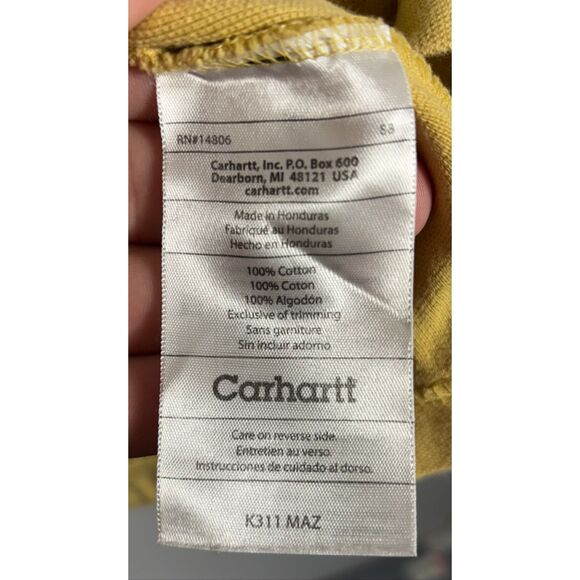 RN#14806 S3
Carhartt, Inc. P.O. Box 600
Dearborn, MI 48121 USA
carhartt.com
Made in Honduras
Fabriqué au Honduras
Hecho en Honduras
100% Cotton
100% Coton
100% Algodón
Exclusive of trimming
Sans garniture
Sin incluir adorno
Carhartt
Care on reverse side.
Entretien au verso.
Instrucciones de cuidado al dorso.
K311 MAZ